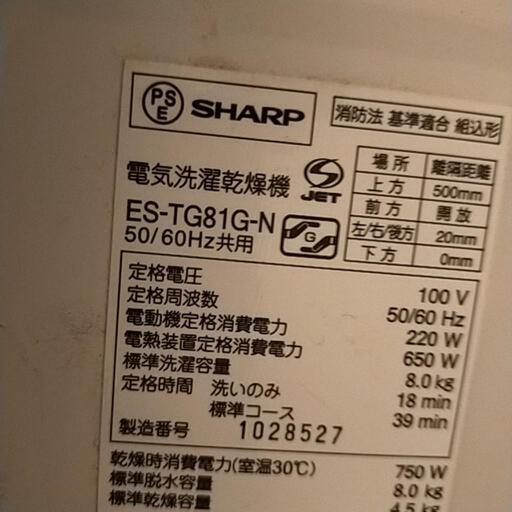 PSE SHARP
消防法 基準適合 組込形
電気洗濯乾燥機
JET
ES-TG81G-N
50/60Hz共用
G
場所 離隔距離
上方 500mm
前方 開放
左/右/後方 20mm
下方 0mm
定格電圧 100 V
定格周波数 50/60 Hz
電動機定格消費電力 220 W
電熱装置定格消費電力 650 W
標準洗濯容量 8.0 kg
定格時間 洗いのみ 18 min
標準コース 39 min
製造番号 1028527
乾燥時消費電力(室温30℃) 750 W
標準脱水容量 8.0 kg
標準乾燥容量 4.5 kg